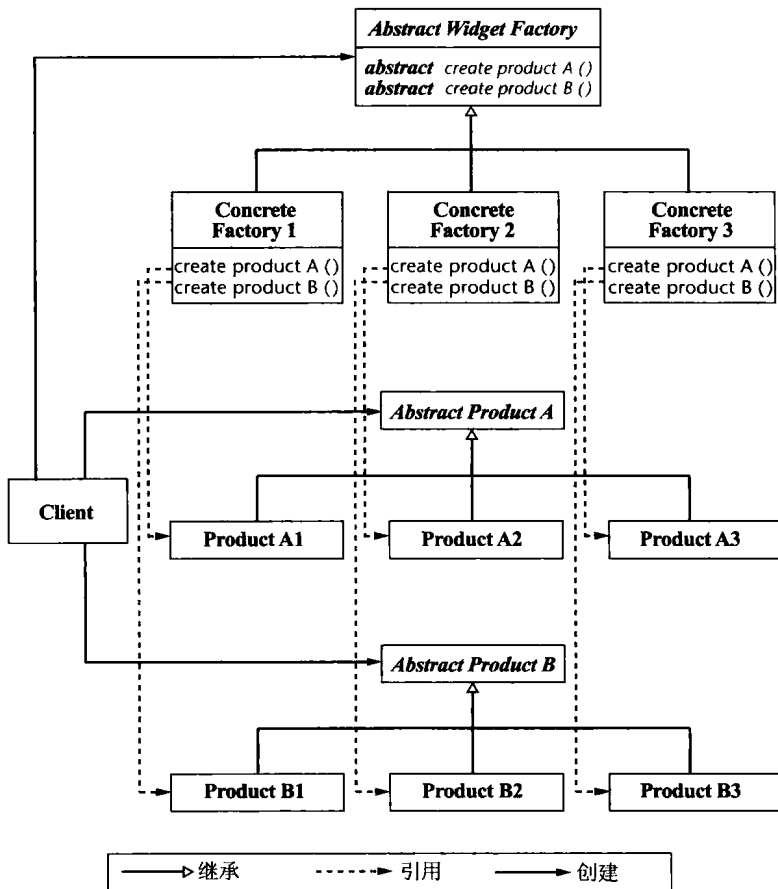 Abstract Widget Factory
abstract create product A ()
abstract create product B ()
Concrete
Factory 1
create product A ()
create product B ()
Concrete
Factory 2
create product A ()
create product B ()
Concrete
Factory 3
create product A ()
create product B ()
Abstract Product A
Client
Product A1
Product A2
Product A3
Abstract Product B
Product B1
Product B2
Product B3
继承
引用
创建